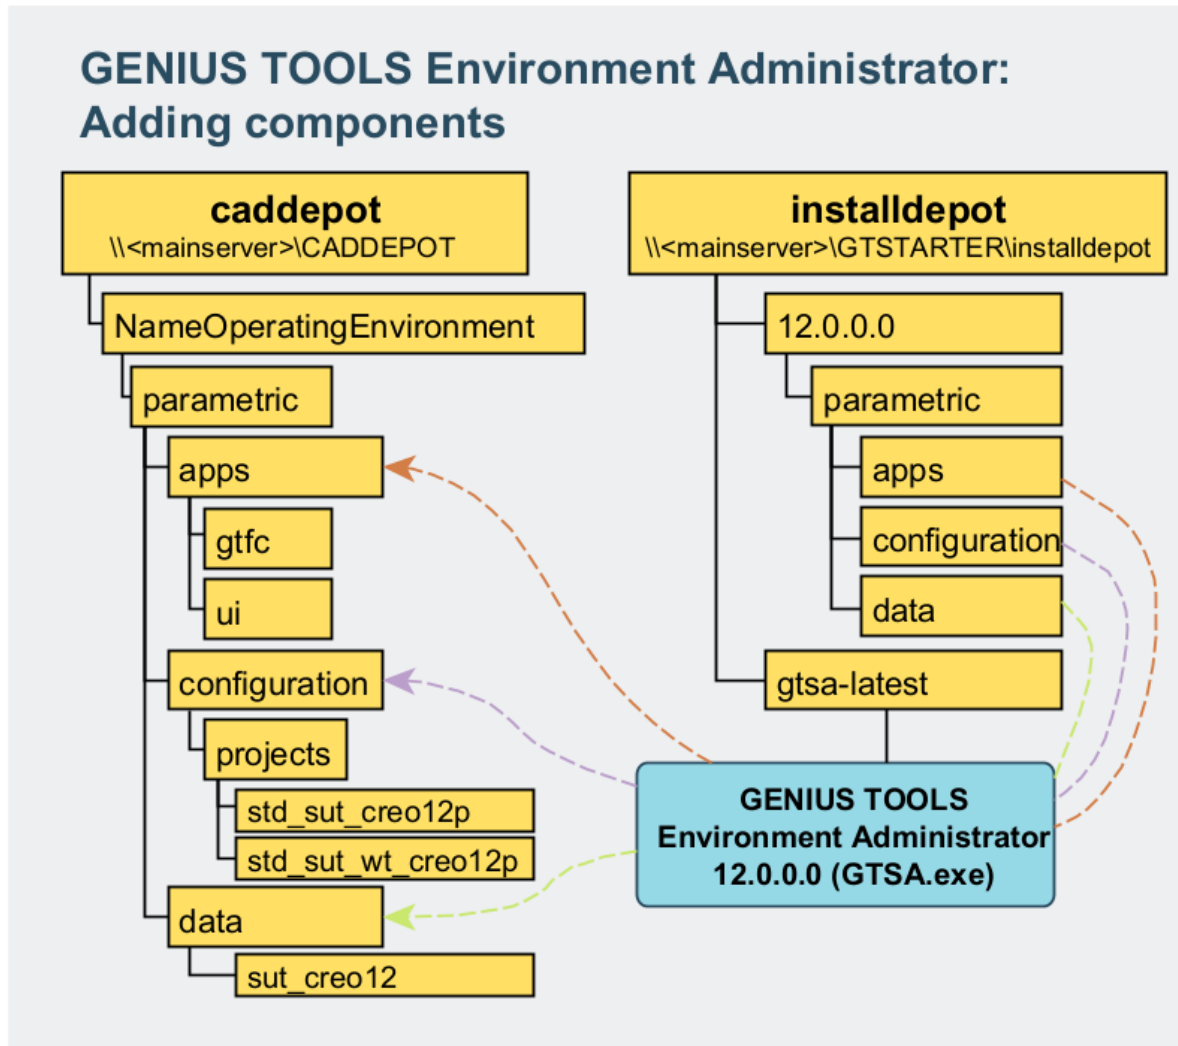 GENIUS TOOLS Environment Administrator:
Adding components
caddepot
\\<mainserver>\CADDEPOT
NameOperatingEnvironment
parametric
apps
gtfc
ui
configuration
projects
std_sut_creo12p
std_sut_wt_creo12p
data
sut_creo12
installdepot
\\<mainserver>\GTSTARTER\installdepot
12.0.0.0
parametric
apps
configuration
data
gtsa-latest
GENIUS TOOLS
Environment Administrator
12.0.0.0 (GTSA.exe)